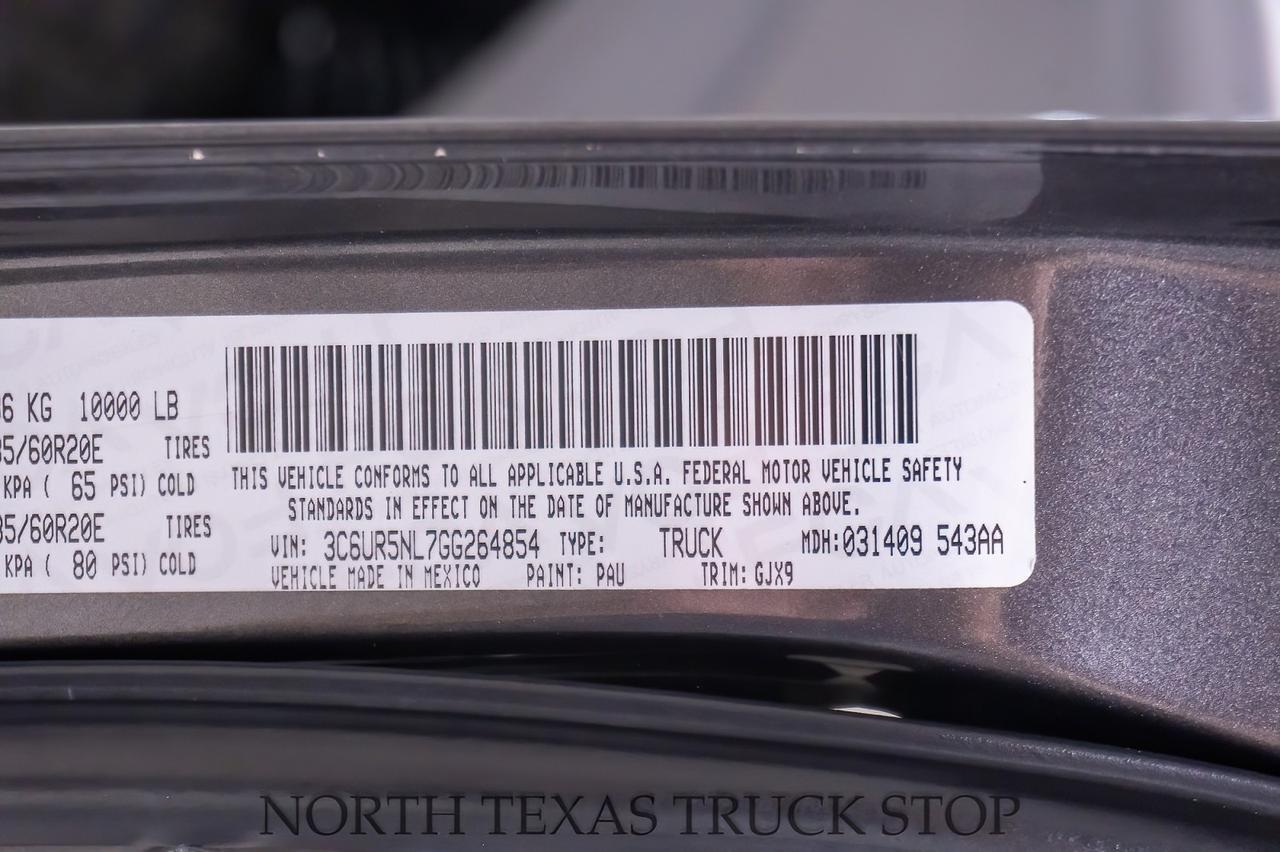 6 KG 10000 LB
5/60R20E TIRES
KPA ( 65 PSI) COLD
5/60R20E TIRES
KPA ( 80 PSI) COLD
THIS VEHICLE CONFORMS TO ALL APPLICABLE U.S.A. FEDERAL MOTOR VEHICLE SAFETY
STANDARDS IN EFFECT ON THE DATE OF MANUFACTURE SHOWN ABOVE.
VIN: 3C6UR5NL7GG264854 TYPE: TRUCK MDH:031409 543AA
VEHICLE MADE IN MEXICO PAINT: PAU TRIM: GJX9
NORTH TEXAS TRUCK STOP